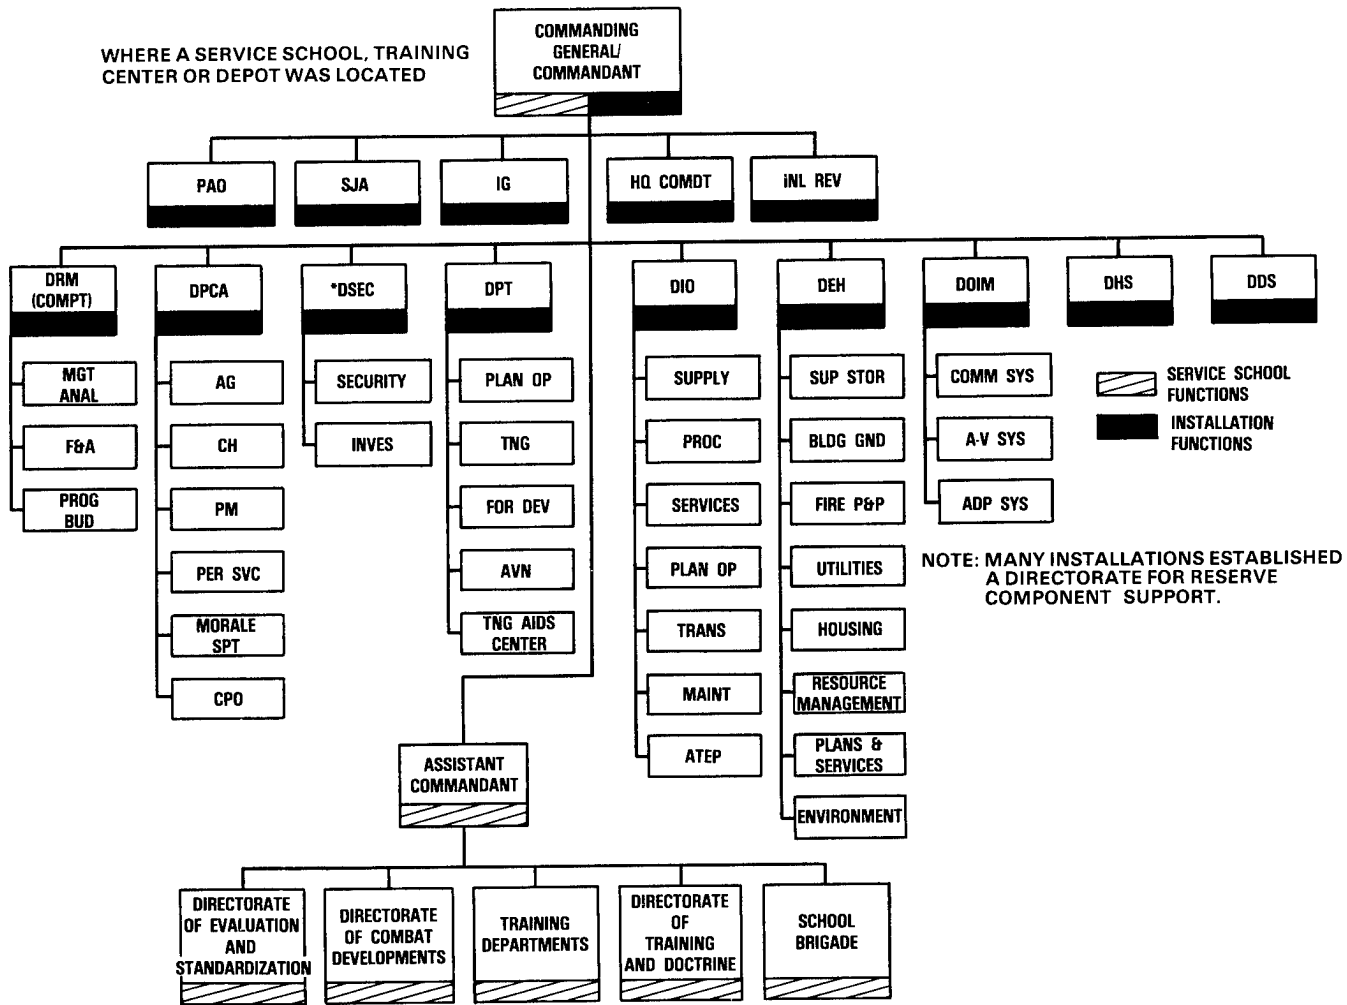 WHERE A SERVICE SCHOOL, TRAINING
CENTER OR DEPOT WAS LOCATED
COMMANDING
GENERAL/
COMMANDANT
PAO
SJA
IG
HQ COMDT
iNL REV
DRM
(COMPT)
DPCA
*DSEC
DPT
DIO
DEH
DOIM
DHS
DDS
MGT
ANAL
F&A
PROG
BUD
AG
CH
PM
PER SVC
MORALE
SPT
CPO
SECURITY
INVES
PLAN OP
TNG
FOR DEV
AVN
TNG AIDS
CENTER
SUPPLY
PROC
SERVICES
PLAN OP
TRANS
MAINT
ATEP
SUP STOR
BLDG GND
FIRE P&P
UTILITIES
HOUSING
RESOURCE
MANAGEMENT
PLANS &
SERVICES
ENVIRONMENT
COMM SYS
A-V SYS
ADP SYS
SERVICE SCHOOL
FUNCTIONS
INSTALLATION
FUNCTIONS
NOTE: MANY INSTALLATIONS ESTABLISHED
A DIRECTORATE FOR RESERVE
COMPONENT SUPPORT.
ASSISTANT
COMMANDANT
DIRECTORATE
OF EVALUATION
AND
STANDARDIZATION
DIRECTORATE
OF COMBAT
DEVELOPMENTS
TRAINING
DEPARTMENTS
DIRECTORATE
OF
TRAINING
AND DOCTRINE
SCHOOL
BRIGADE